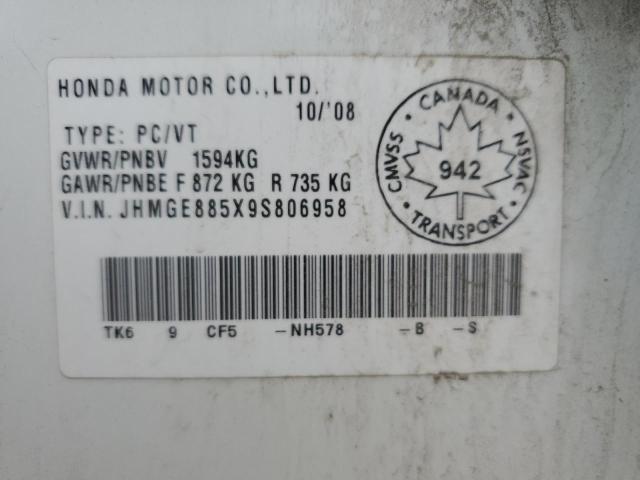 HONDA MOTOR CO.,LTD.
10/'08
TYPE: PC/VT
GVWR/PNBV 1594KG
GAWR/PNBE F 872 KG R 735 KG
V.I.N. JHMGE885X9S806958
CANADA
CMVSS 942 NSVAC
TRANSPORT
TK6 9 CF5 -NH578 -B -S